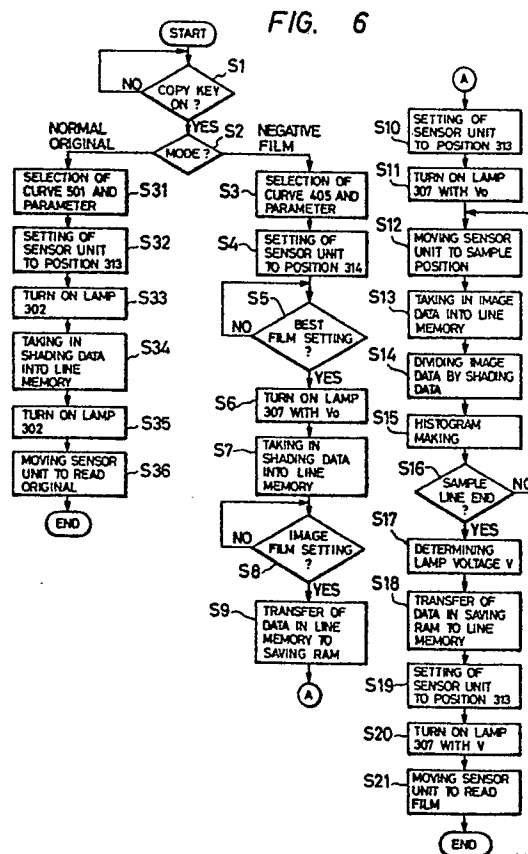 FIG. 6
START
S1
COPY KEY
ON ?
NO
YES
S2
MODE ?
NORMAL
ORIGINAL
NEGATIVE
FILM
SELECTION OF
CURVE 501 AND
PARAMETER
S31
SETTING OF
SENSOR UNIT
TO POSITION 313
S32
TURN ON LAMP
302
S33
TAKING IN
SHADING DATA
INTO LINE
MEMORY
S34
TURN ON LAMP
302
S35
MOVING SENSOR
UNIT TO READ
ORIGINAL
S36
END
S3
SELECTION OF
CURVE 405 AND
PARAMETER
S4
SETTING OF
SENSOR UNIT
TO POSITION 314
S5
BEST
FILM SETTING
?
NO
YES
S6
TURN ON LAMP
307 WITH Vo
S7
TAKING IN
SHADING DATA
INTO LINE
MEMORY
NO
IMAGE
FILM SETTING
?
S8
YES
S9
TRANSFER OF
DATA IN LINE
MEMORY TO
SAVING RAM
A
A
S10
SETTING OF
SENSOR UNIT
TO POSITION 313
S11
TURN ON LAMP
307 WITH Vo
S12
MOVING SENSOR
UNIT TO SAMPLE
POSITION
S13
TAKING IN IMAGE
DATA INTO LINE
MEMORY
S14
DIVIDING IMAGE
DATA BY SHADING
DATA
S15
HISTOGRAM
MAKING
S16
SAMPLE
LINE END
?
NO
YES
S17
DETERMINING
LAMP VOLTAGE V
S18
TRANSFER OF
DATA IN SAVING
RAM TO LINE
MEMORY
S19
SETTING OF
SENSOR UNIT
TO POSITION 313
S20
TURN ON LAMP
307 WITH V
S21
MOVING SENSOR
UNIT TO READ
FILM
END